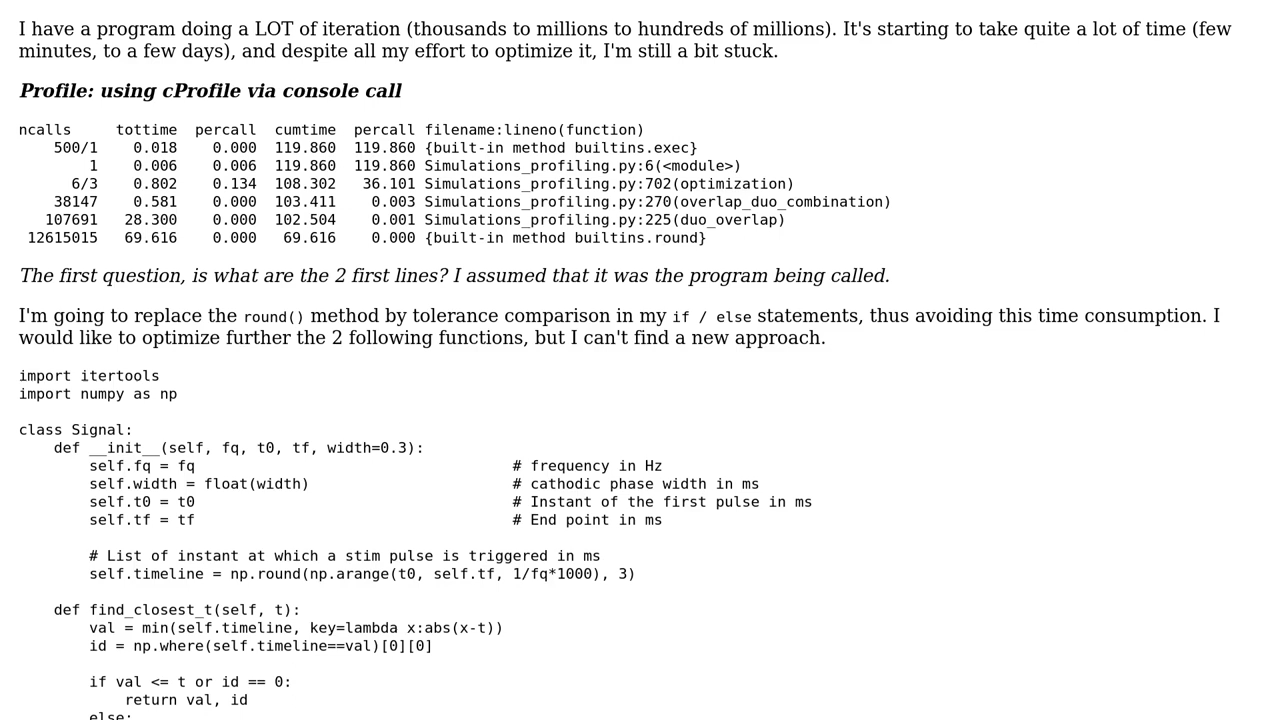 I have a program doing a LOT of iteration (thousands to millions to hundreds of millions). It's starting to take quite a lot of time (few
minutes, to a few days), and despite all my effort to optimize it, I'm still a bit stuck.
Profile: using cProfile via console call
ncalls     tottime  percall  cumtime  percall filename:lineno(function)
    500/1    0.018    0.000  119.860  119.860 {built-in method builtins.exec}
        1    0.006    0.006  119.860  119.860 Simulations_profiling.py:6(<module>)
      6/3    0.802    0.134  108.302   36.101 Simulations_profiling.py:702(optimization)
    38147    0.581    0.000  103.411    0.003 Simulations_profiling.py:270(overlap_duo_combination)
   107691   28.300    0.000  102.504    0.001 Simulations_profiling.py:225(duo_overlap)
 12615015   69.616    0.000   69.616    0.000 {built-in method builtins.round}
The first question, is what are the 2 first lines? I assumed that it was the program being called.
I'm going to replace the round() method by tolerance comparison in my if / else statements, thus avoiding this time consumption. I
would like to optimize further the 2 following functions, but I can't find a new approach.
import itertools
import numpy as np
class Signal:
    def __init__(self, fq, t0, tf, width=0.3):
        self.fq = fq                                    # frequency in Hz
        self.width = float(width)                       # cathodic phase width in ms
        self.t0 = t0                                    # Instant of the first pulse in ms
        self.tf = tf                                    # End point in ms
        # List of instant at which a stim pulse is triggered in ms
        self.timeline = np.round(np.arange(t0, self.tf, 1/fq*1000), 3)
    def find_closest_t(self, t):
        val = min(self.timeline, key=lambda x:abs(x-t))
        id = np.where(self.timeline==val)[0][0]
        if val <= t or id == 0:
            return val, id
        else: